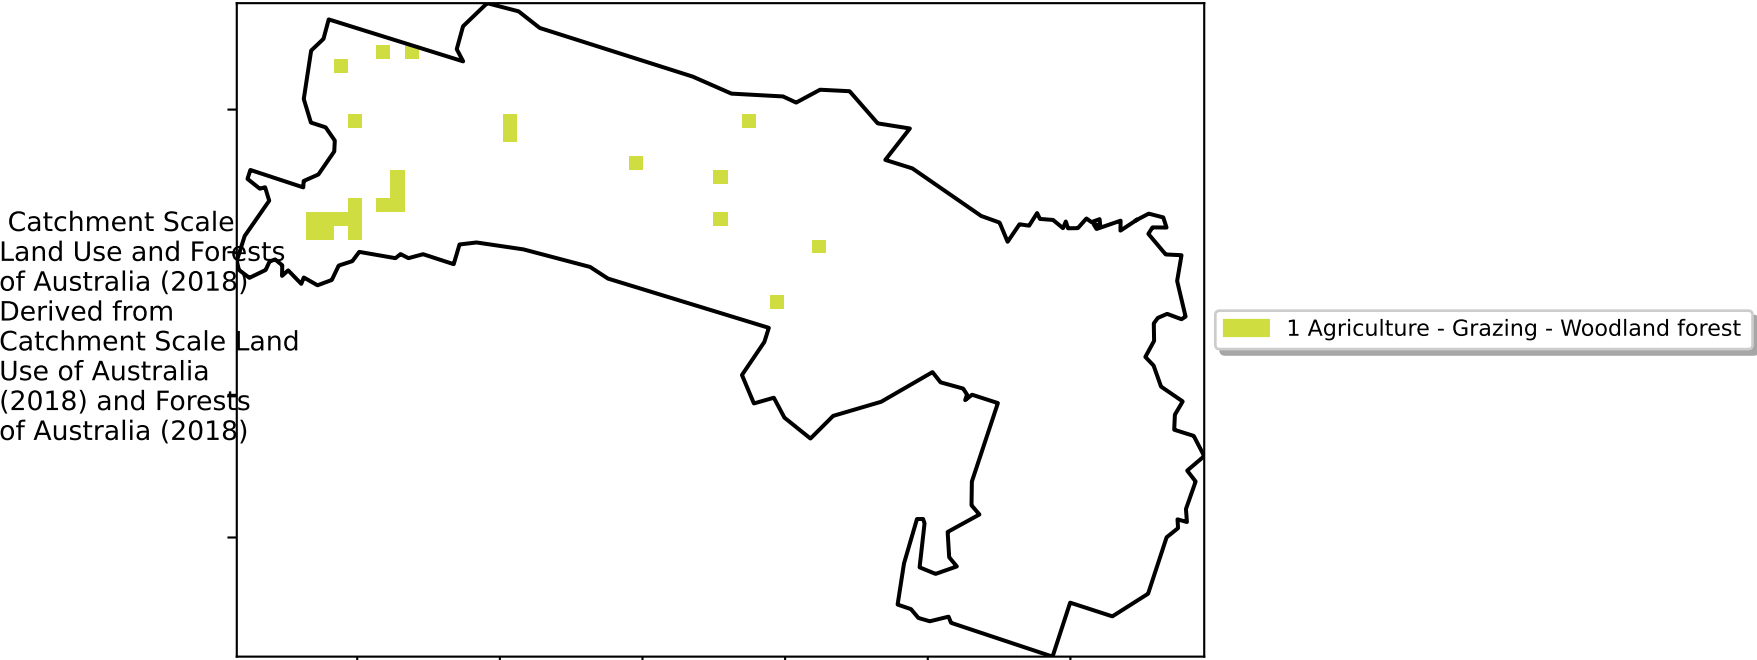 Catchment Scale
Land Use and Forests
of Australia (2018)
Derived from
Catchment Scale Land
Use of Australia
(2018) and Forests
of Australia (2018)
1 Agriculture - Grazing - Woodland forest